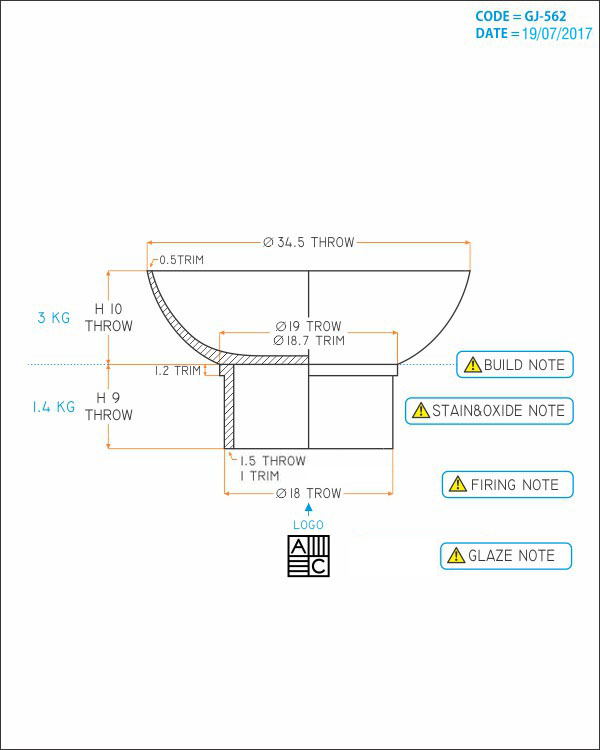 CODE = GJ-562
DATE = 19/07/2017
Ø 34.5 THROW
0.5TRIM
3 KG
H 10
THROW
Ø19 TROW
Ø 18.7 TRIM
1.2 TRIM
BUILD NOTE
1.4 KG
H 9
THROW
STAIN&OXIDE NOTE
1.5 THROW
1 TRIM
Ø18 TROW
FIRING NOTE
LOGO
A
C
GLAZE NOTE